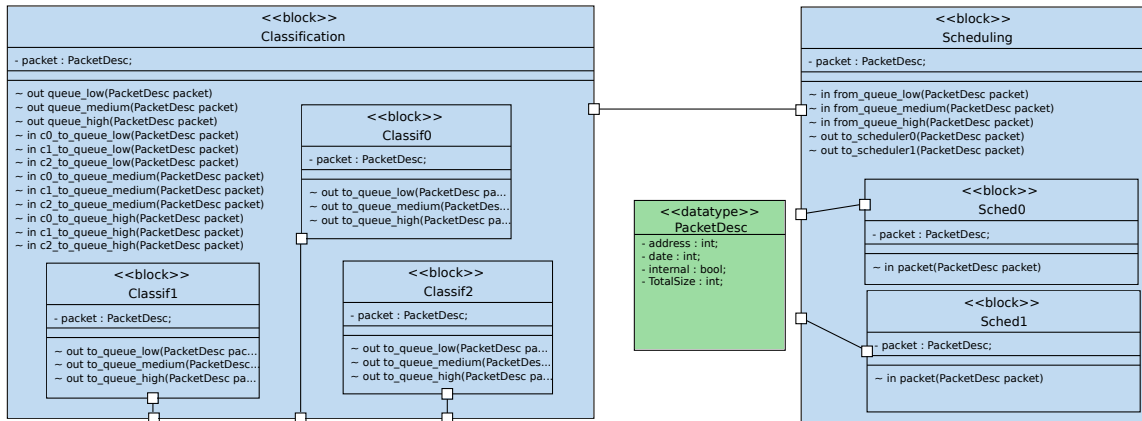 <<block>>
Classification
- packet : PacketDesc;
~ out queue_low(PacketDesc packet)
~ out queue_medium(PacketDesc packet)
~ out queue_high(PacketDesc packet)
~ in c0_to_queue_low(PacketDesc packet)
~ in c1_to_queue_low(PacketDesc packet)
~ in c2_to_queue_low(PacketDesc packet)
~ in c0_to_queue_medium(PacketDesc packet)
~ in c1_to_queue_medium(PacketDesc packet)
~ in c2_to_queue_medium(PacketDesc packet)
~ in c0_to_queue_high(PacketDesc packet)
~ in c1_to_queue_high(PacketDesc packet)
~ in c2_to_queue_high(PacketDesc packet)
<<block>>
Classif0
- packet : PacketDesc;
~ out to_queue_low(PacketDesc pa...
~ out to_queue_medium(PacketDes...
~ out to_queue_high(PacketDesc pa...
<<block>>
Classif1
- packet : PacketDesc;
~ out to_queue_low(PacketDesc pac...
~ out to_queue_medium(PacketDesc...
~ out to_queue_high(PacketDesc pa...
<<block>>
Classif2
- packet : PacketDesc;
~ out to_queue_low(PacketDesc pa...
~ out to_queue_medium(PacketDes...
~ out to_queue_high(PacketDesc pa...
<<datatype>>
PacketDesc
- address : int;
- date : int;
- internal : bool;
- TotalSize : int;
<<block>>
Scheduling
- packet : PacketDesc;
~ in from_queue_low(PacketDesc packet)
~ in from_queue_medium(PacketDesc packet)
~ in from_queue_high(PacketDesc packet)
~ out to_scheduler0(PacketDesc packet)
~ out to_scheduler1(PacketDesc packet)
<<block>>
Sched0
- packet : PacketDesc;
~ in packet(PacketDesc packet)
<<block>>
Sched1
- packet : PacketDesc;
~ in packet(PacketDesc packet)